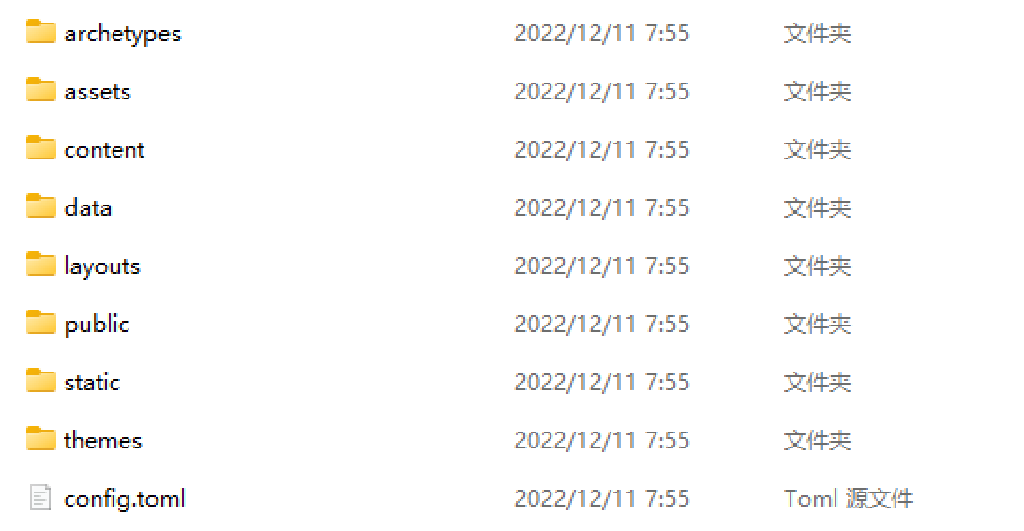 archetypes 2022/12/11 7:55 文件夹
assets 2022/12/11 7:55 文件夹
content 2022/12/11 7:55 文件夹
data 2022/12/11 7:55 文件夹
layouts 2022/12/11 7:55 文件夹
public 2022/12/11 7:55 文件夹
static 2022/12/11 7:55 文件夹
themes 2022/12/11 7:55 文件夹
config.toml 2022/12/11 7:55 Toml 源文件